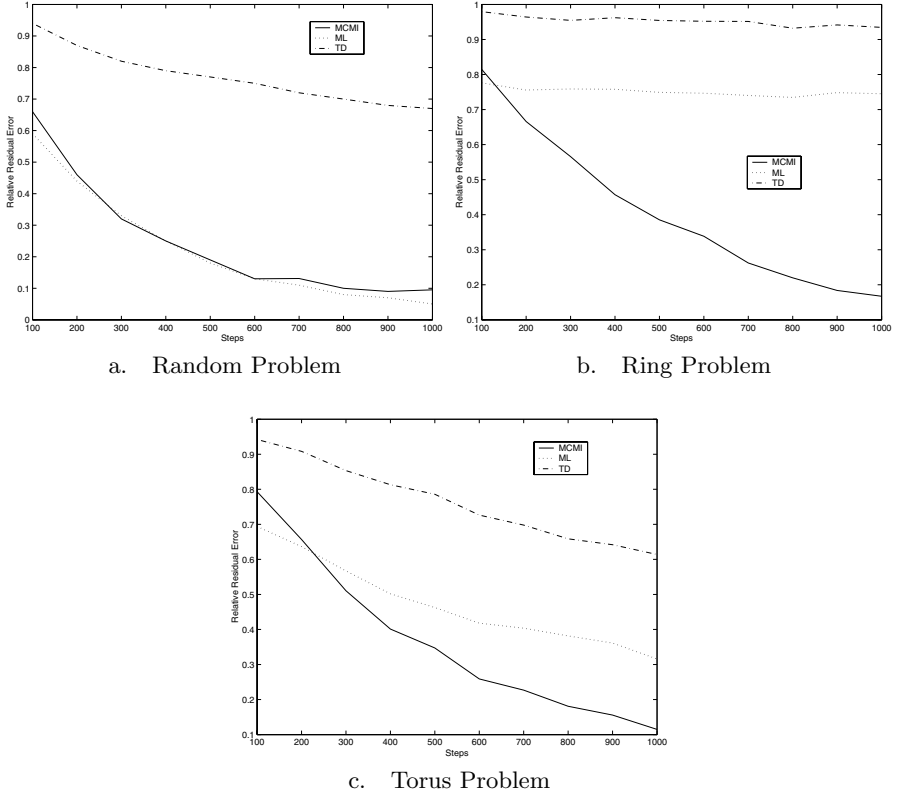 1
0.9
0.8
0.7
0.6
0.5
0.4
0.3
0.2
0.1
0
Relative Residual Error
MCMI
ML
TD
100 200 300 400 500 600 700 800 900 1000
Steps
a. Random Problem
1
0.9
0.8
0.7
0.6
0.5
0.4
0.3
0.2
0.1
Relative Residual Error
MCMI
ML
TD
100 200 300 400 500 600 700 800 900 1000
Steps
b. Ring Problem
1
0.9
0.8
0.7
0.6
0.5
0.4
0.3
0.2
0.1
Relative Residual Error
MCMI
ML
TD
100 200 300 400 500 600 700 800 900 1000
Steps
c. Torus Problem